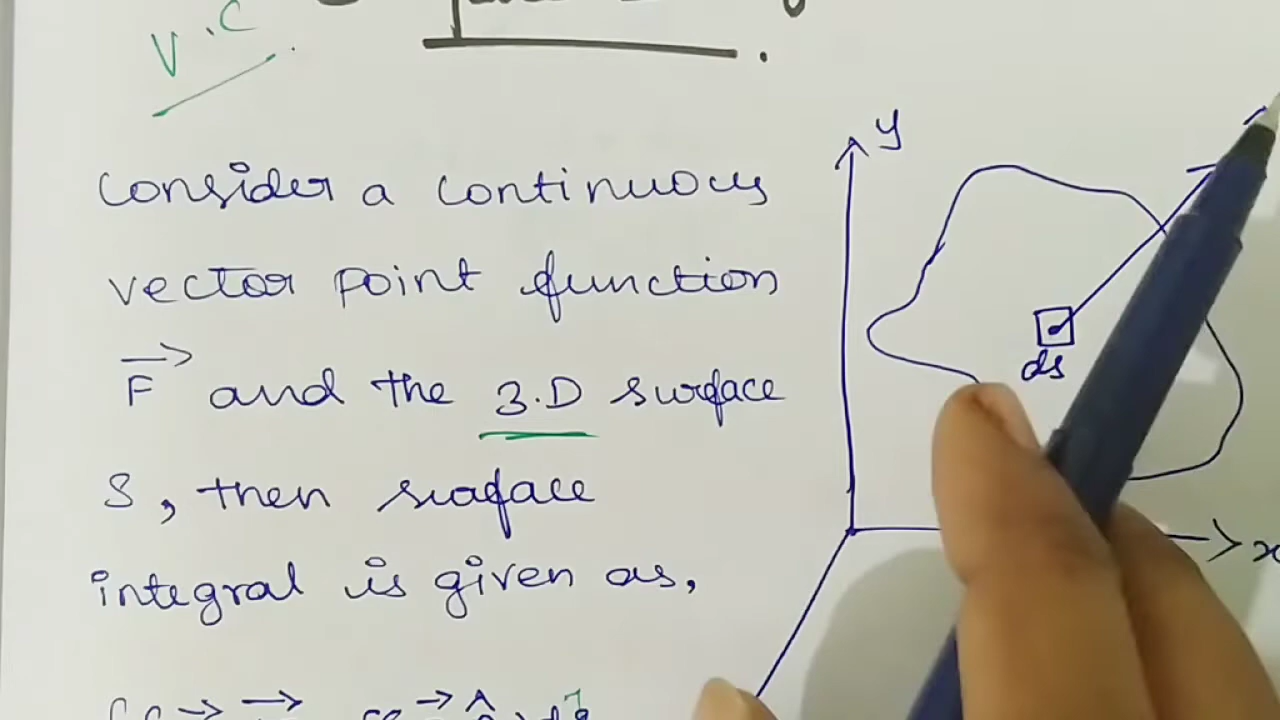 V.C
consider a continuous
vector point function
F and the 3.D surface
S, then surface
integral is given as,
y
ds
x